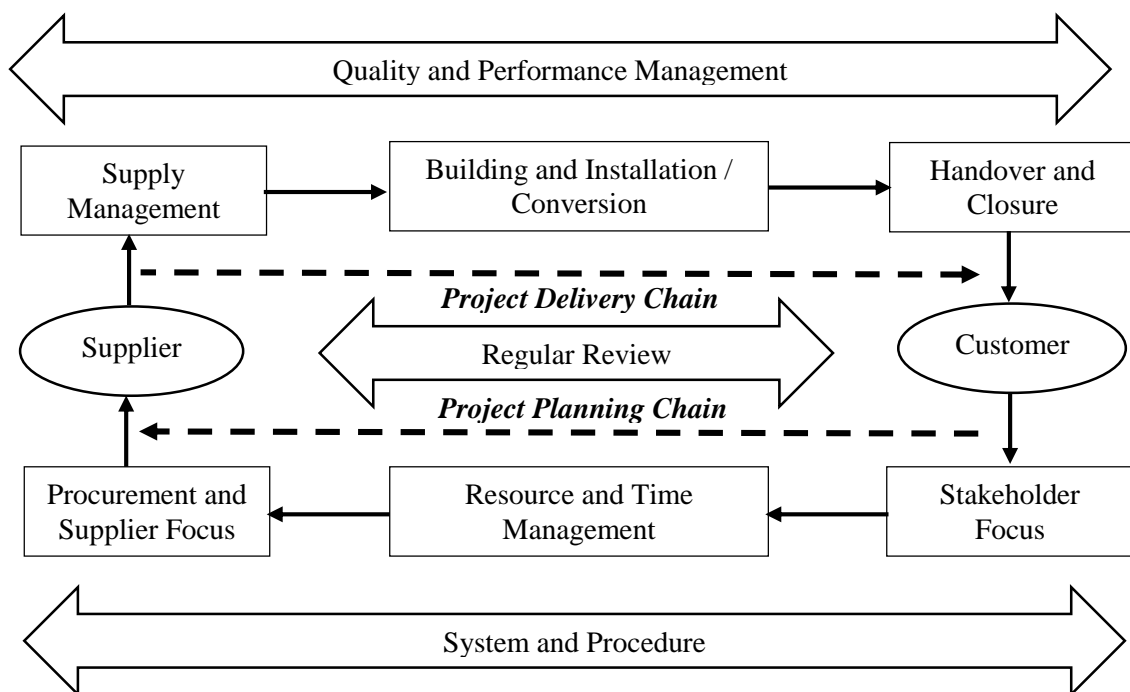 Quality and Performance Management
Supply
Management
Building and Installation /
Conversion
Handover and
Closure
Project Delivery Chain
Supplier
Regular Review
Customer
Project Planning Chain
Procurement and
Supplier Focus
Resource and Time
Management
Stakeholder
Focus
System and Procedure